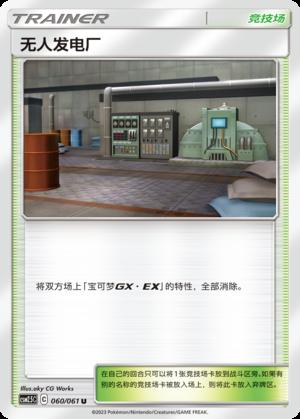 TRAINER
竞技场
无人发电厂
将双方场上「宝可梦GX・EX」的特性，全部消除。
在自己的回合只可以将1张竞技场卡放到战斗区旁。如果有
别的名称的竞技场卡被放入场上，则将此卡放入弃牌区。
Illus.aky CG Works
CSM2.5C C 060/061 U
©2023 Pokémon/Nintendo/Creatures/GAME FREAK.